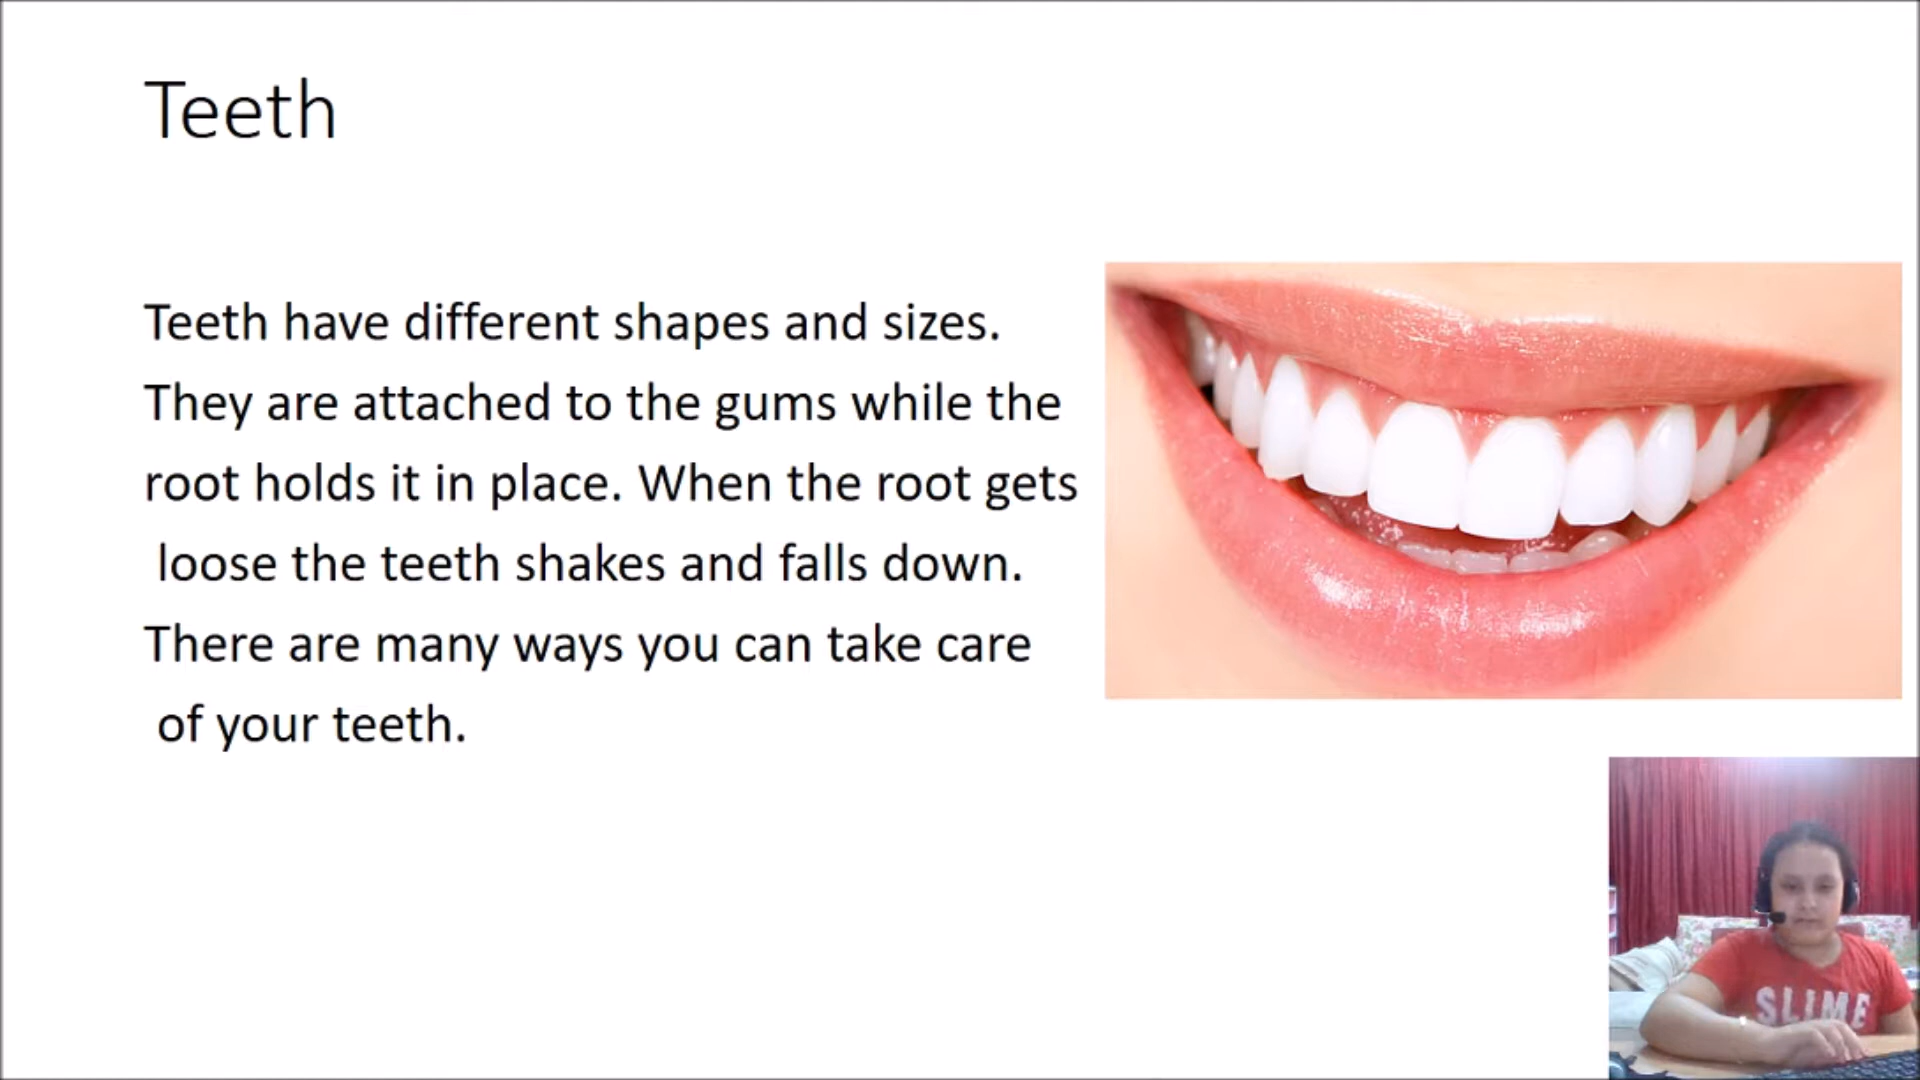 Teeth
Teeth have different shapes and sizes.
They are attached to the gums while the
root holds it in place. When the root gets
loose the teeth shakes and falls down.
There are many ways you can take care
of your teeth.
SLIME